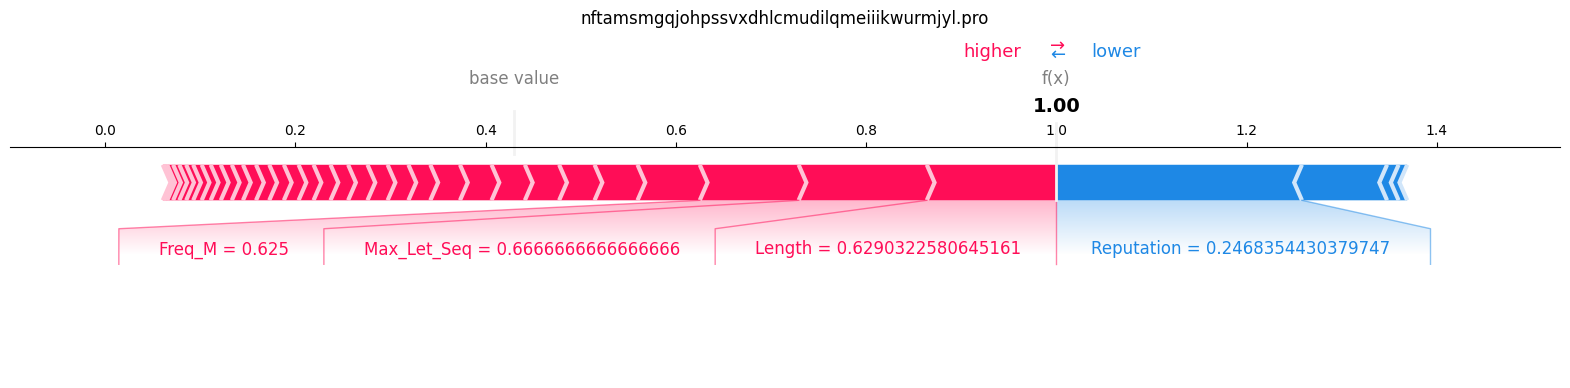 nftamsmgqjohpssvxdhlcmudilqmeiiikwurmjyl.pro
higher → ← lower
base value f(x)
1.00
0.0 0.2 0.4 0.6 0.8 1.0 1.2 1.4
Freq_M = 0.625 Max_Let_Seq = 0.6666666666666666 Length = 0.6290322580645161 Reputation = 0.2468354430379747